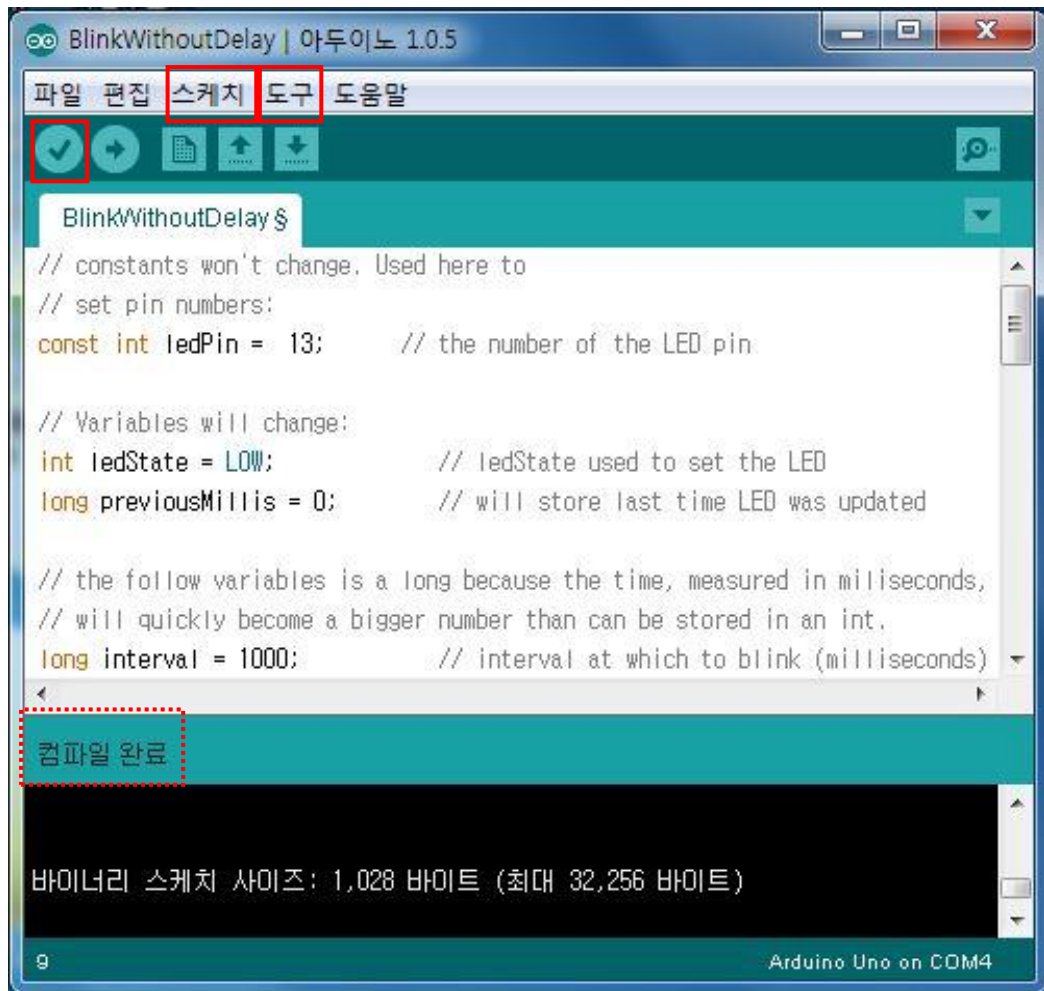 BlinkWithoutDelay | 아두이노 1.0.5
파일 편집 스케치 도구 도움말
BlinkWithoutDelay §
// constants won't change. Used here to
// set pin numbers:
const int ledPin = 13; // the number of the LED pin
// Variables will change:
int ledState = LOW; // ledState used to set the LED
long previousMillis = 0; // will store last time LED was updated
// the follow variables is a long because the time, measured in miliseconds,
// will quickly become a bigger number than can be stored in an int.
long interval = 1000; // interval at which to blink (milliseconds)
컴파일 완료
바이너리 스케치 사이즈: 1,028 바이트 (최대 32,256 바이트)
9 Arduino Uno on COM4